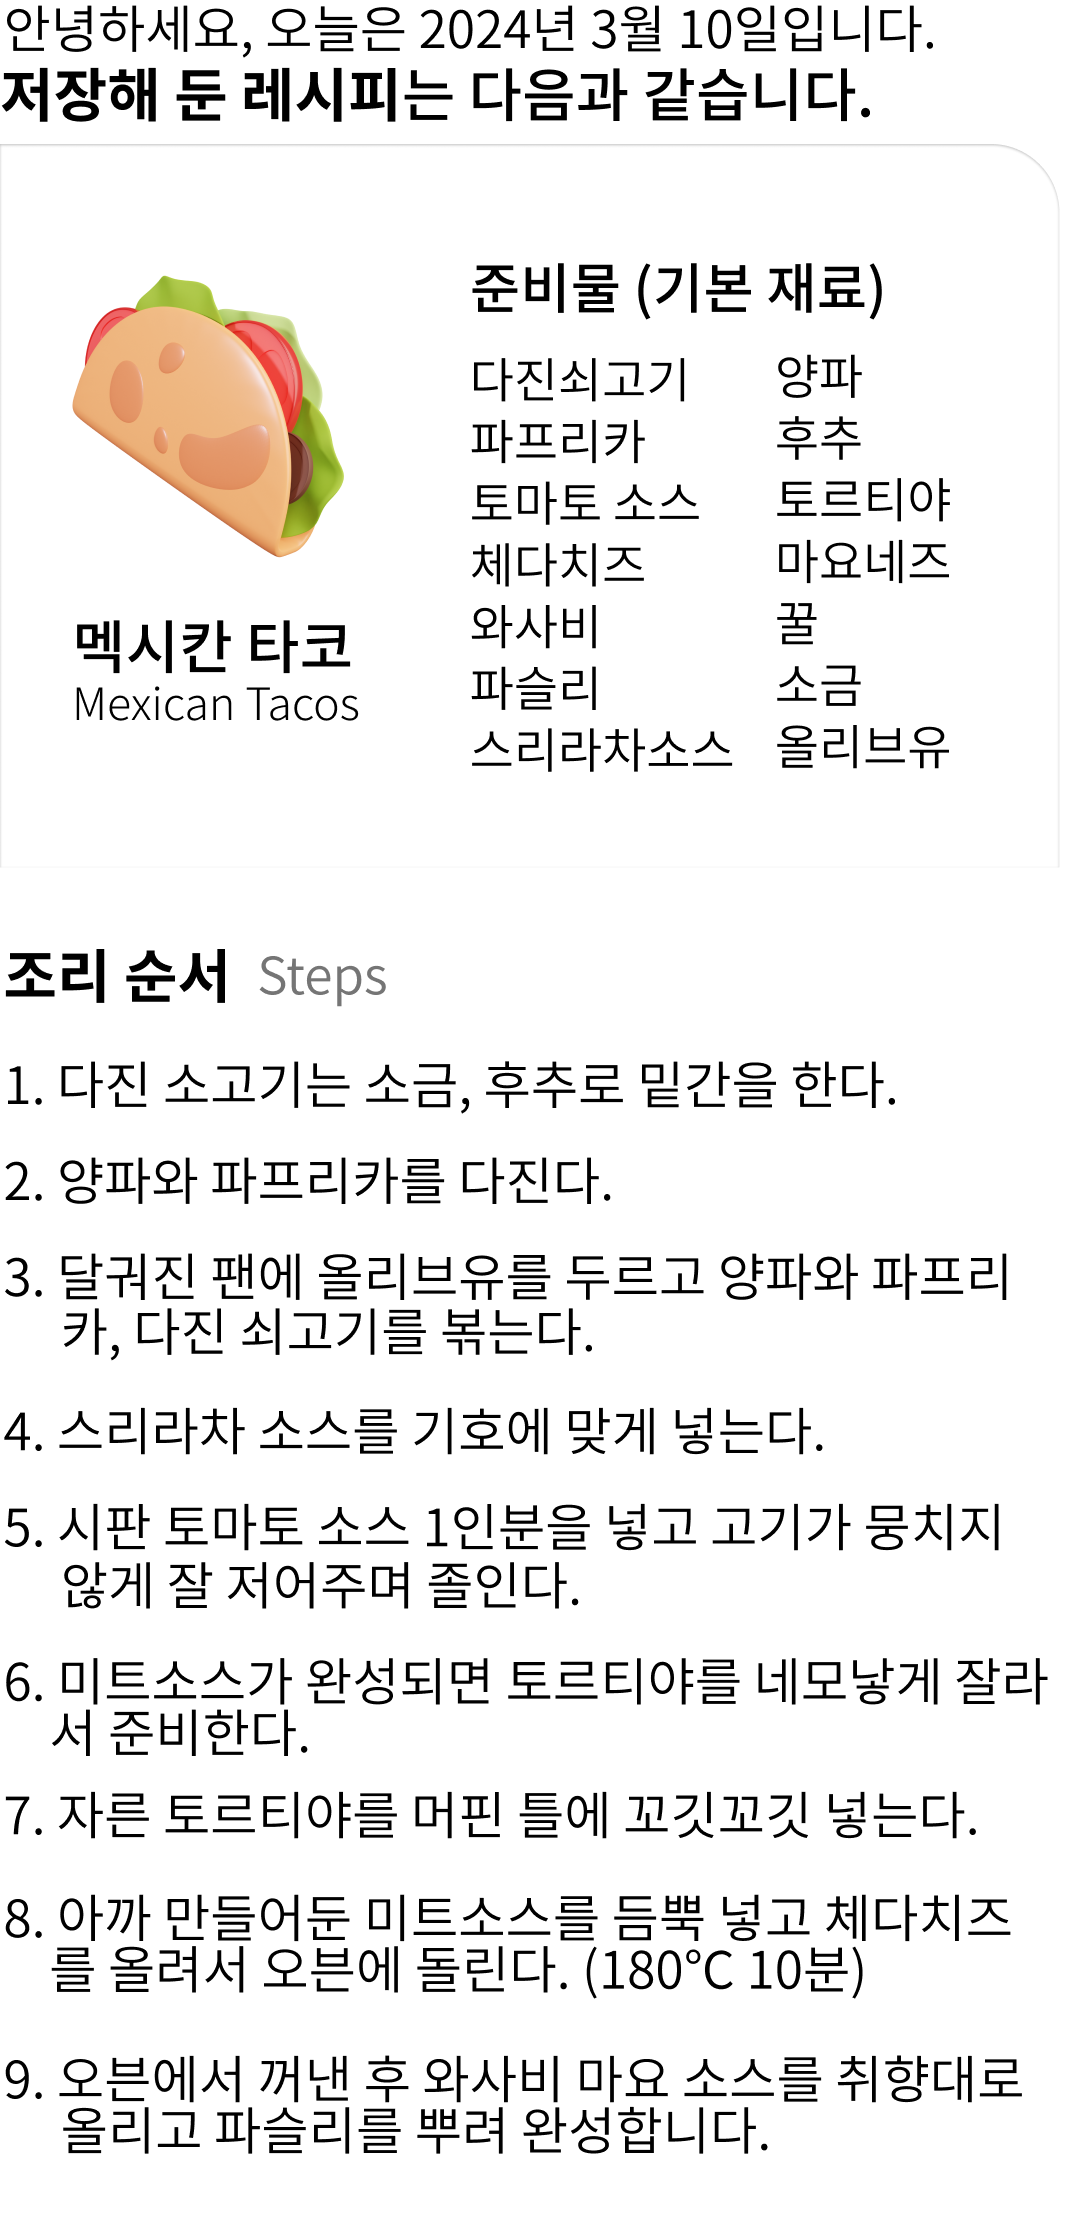 안녕하세요, 오늘은 2024년 3월 10일입니다.
저장해 둔 레시피는 다음과 같습니다.
멕시칸 타코
Mexican Tacos
준비물 (기본 재료)
다진쇠고기
파프리카
토마토 소스
체다치즈
와사비
파슬리
스리라차소스
양파
후추
토르티야
마요네즈
꿀
소금
올리브유
조리 순서 Steps
1. 다진 소고기는 소금, 후추로 밑간을 한다.
2. 양파와 파프리카를 다진다.
3. 달궈진 팬에 올리브유를 두르고 양파와 파프리
카, 다진 쇠고기를 볶는다.
4. 스리라차 소스를 기호에 맞게 넣는다.
5. 시판 토마토 소스 1인분을 넣고 고기가 뭉치지
않게 잘 저어주며 졸인다.
6. 미트소스가 완성되면 토르티야를 네모낳게 잘라
서 준비한다.
7. 자른 토르티야를 머핀 틀에 꼬깃꼬깃 넣는다.
8. 아까 만들어둔 미트소스를 듬뿍 넣고 체다치즈
를 올려서 오븐에 돌린다. (180°C 10분)
9. 오븐에서 꺼낸 후 와사비 마요 소스를 취향대로
올리고 파슬리를 뿌려 완성합니다.